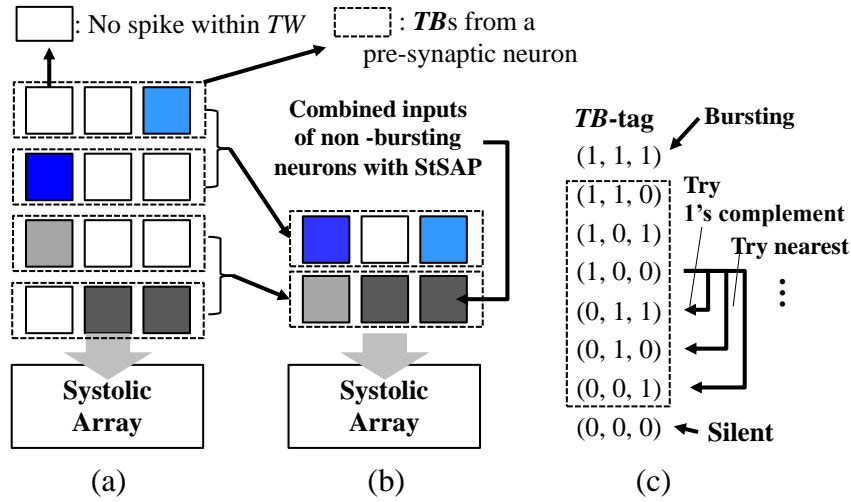 : No spike within TW
: TBs from a
pre-synaptic neuron
Combined inputs
of non -bursting
neurons with StSAP
Systolic
Array
(a)
Systolic
Array
(b)
TB-tag
Bursting
(1, 1, 1)
(1, 1, 0)
(1, 0, 1)
(1, 0, 0)
(0, 1, 1)
(0, 1, 0)
(0, 0, 1)
(0, 0, 0)
Try
1's complement
Try nearest
⋮
Silent
(c)